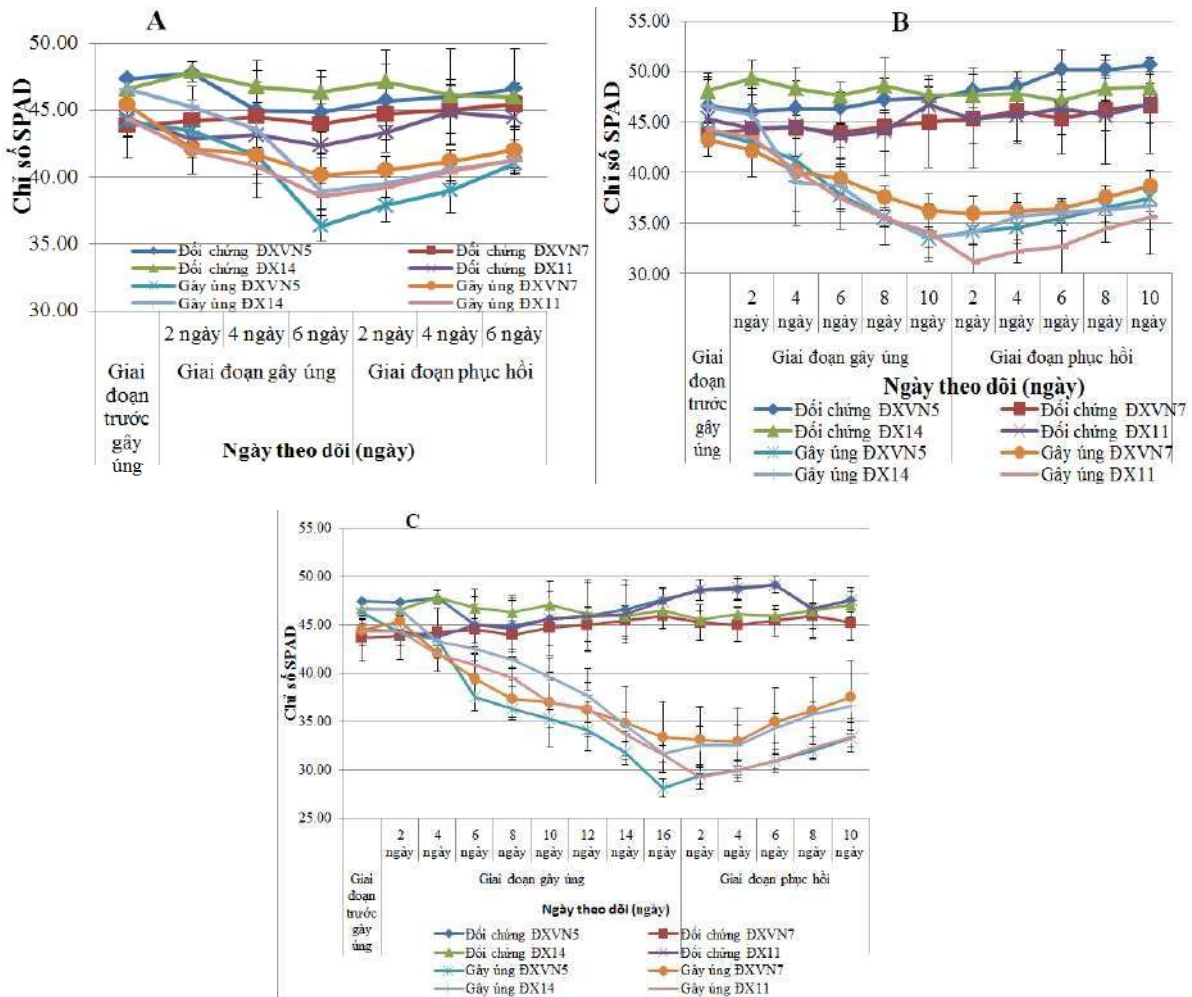 A
Chỉ số SPAD
50.00
45.00
40.00
35.00
30.00
Đối chứng ĐXVN5
Đối chứng ĐXVN7
Đối chứng ĐX14
Đối chứng ĐX11
Gây úng ĐXVN5
Gây úng ĐXVN7
Gây úng ĐX14
Gây úng ĐX11
2 ngày 4 ngày 6 ngày 2 ngày 4 ngày 6 ngày
Giai đoạn trước gây úng
Giai đoạn gây úng
Giai đoạn phục hồi
Ngày theo dõi (ngày)
B
Chỉ số SPAD
55.00
50.00
45.00
40.00
35.00
30.00
2 4 6 8 10 2 4 6 8 10
ngày ngày ngày ngày ngày ngày ngày ngày ngày ngày
Giai đoạn trước gây úng
Giai đoạn gây úng
Giai đoạn phục hồi
Ngày theo dõi (ngày)
Đối chứng ĐXVN5
Đối chứng ĐXVN7
Đối chứng ĐX14
Đối chứng ĐX11
Gây úng ĐXVN5
Gây úng ĐXVN7
Gây úng ĐX14
Gây úng ĐX11
C
Chỉ số SPAD
55.00
50.00
45.00
40.00
35.00
30.00
25.00
2 4 6 8 10 12 14 16 2 4 6 8 10
ngày ngày ngày ngày ngày ngày ngày ngày ngày ngày ngày ngày ngày
Giai đoạn trước gây úng
Giai đoạn gây úng
Giai đoạn phục hồi
Ngày theo dõi (ngày)
Đối chứng ĐXVN5
Đối chứng ĐXVN7
Đối chứng ĐX14
Đối chứng ĐX11
Gây úng ĐXVN5
Gây úng ĐXVN7
Gây úng ĐX14
Gây úng ĐX11